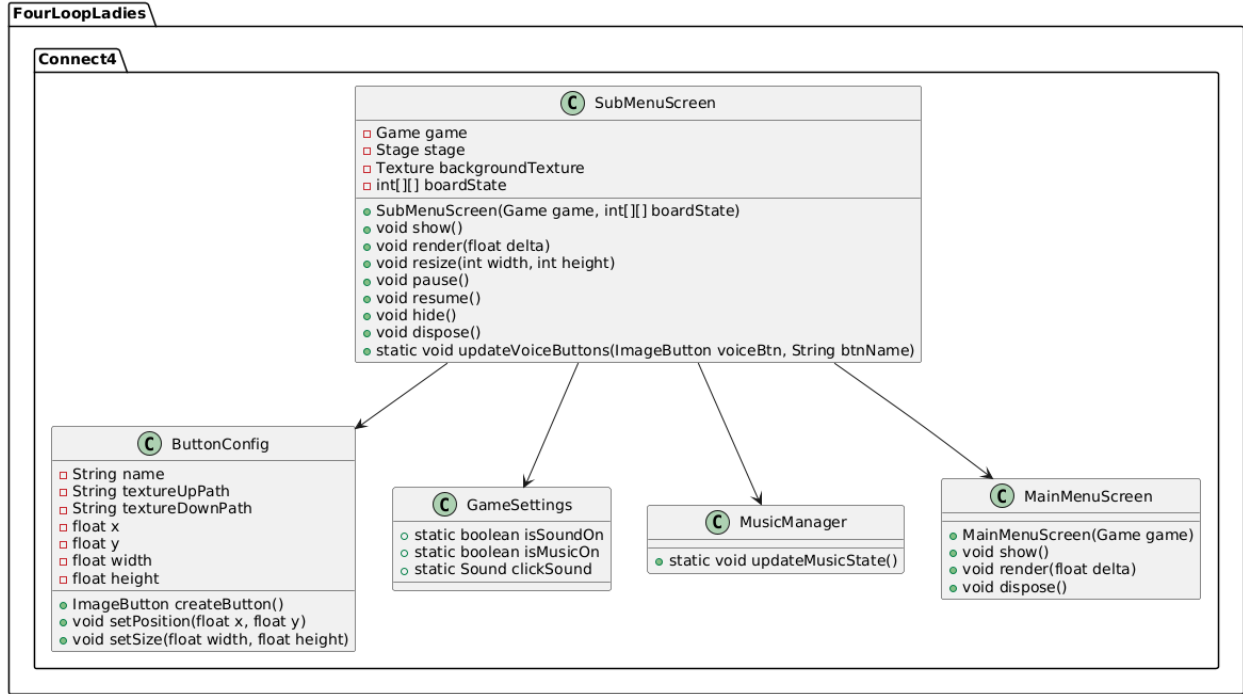 FourLoopLadies
Connect4
C SubMenuScreen
Game game
Stage stage
Texture backgroundTexture
int[][] boardState
SubMenuScreen(Game game, int[][] boardState)
void show()
void render(float delta)
void resize(int width, int height)
void pause()
void resume()
void hide()
void dispose()
static void updateVoiceButtons(ImageButton voiceBtn, String btnName)
C ButtonConfig
String name
String textureUpPath
String textureDownPath
float x
float y
float width
float height
ImageButton createButton()
void setPosition(float x, float y)
void setSize(float width, float height)
C GameSettings
static boolean isSoundOn
static boolean isMusicOn
static Sound clickSound
C MusicManager
static void updateMusicState()
C MainMenuScreen
MainMenuScreen(Game game)
void show()
void render(float delta)
void dispose()